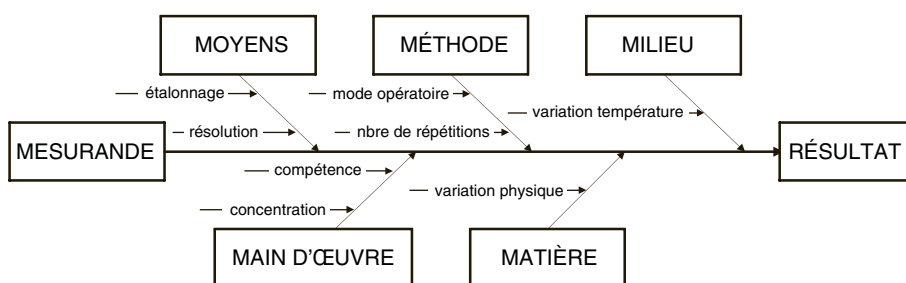 MOYENS
MÉTHODE
MILIEU
étalonnage
mode opératoire
variation température
résolution
nbre de répétitions
MESURANDE
RÉSULTAT
compétence
variation physique
concentration
MAIN D'ŒUVRE
MATIÈRE